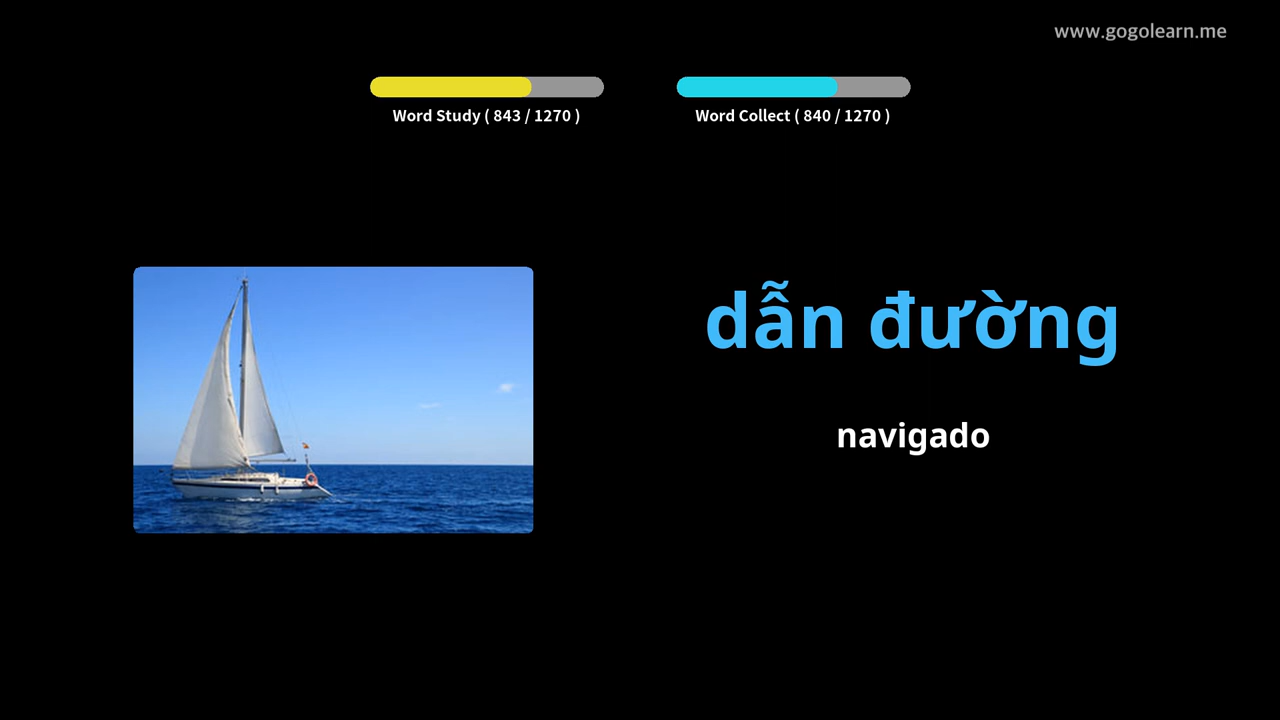 www.gogolearn.me
Word Study ( 843 / 1270 )
Word Collect ( 840 / 1270 )
dẫn đường
navigado